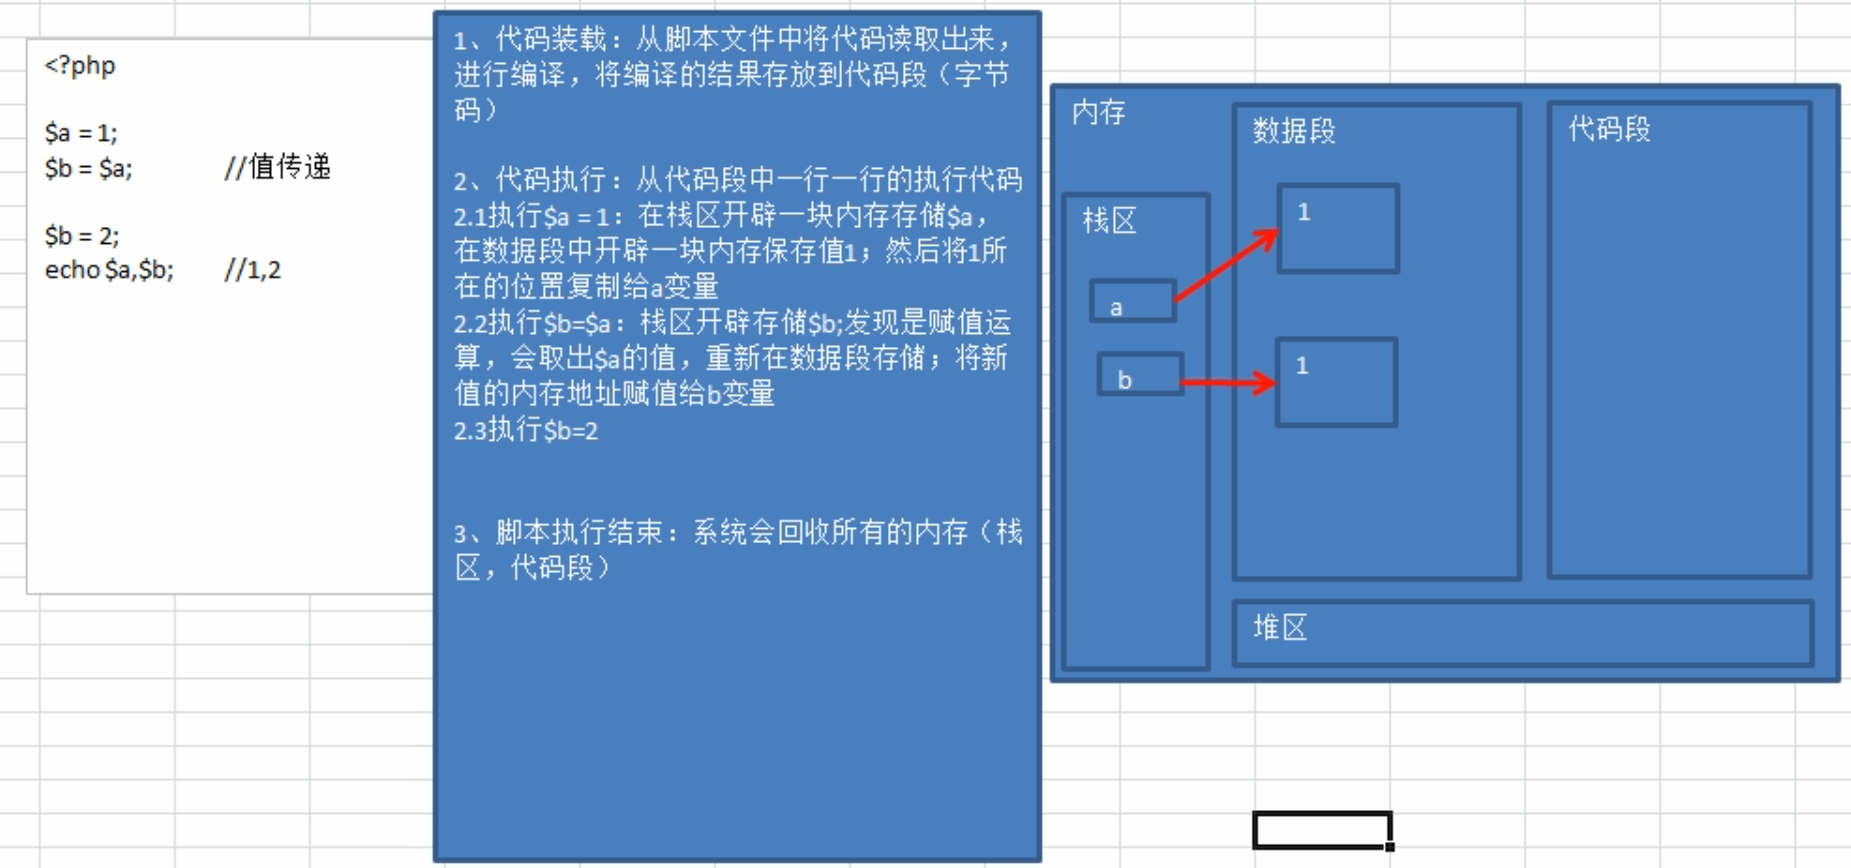 <?php
$a = 1;
$b = $a; //值传递
$b = 2;
echo $a,$b; //1,2
1、代码装载：从脚本文件中将代码读取出来，
进行编译，将编译的结果存放到代码段（字节
码）
2、代码执行：从代码段中一行一行的执行代码
2.1执行$a = 1：在栈区开辟一块内存存储$a，
在数据段中开辟一块内存保存值1；然后将1所
在的位置复制给a变量
2.2执行$b=$a：栈区开辟存储$b;发现是赋值运
算，会取出$a的值，重新在数据段存储；将新
值的内存地址赋值给b变量
2.3执行$b=2
3、脚本执行结束：系统会回收所有的内存（栈
区，代码段）
内存
栈区
a
b
数据段
1
1
代码段
堆区